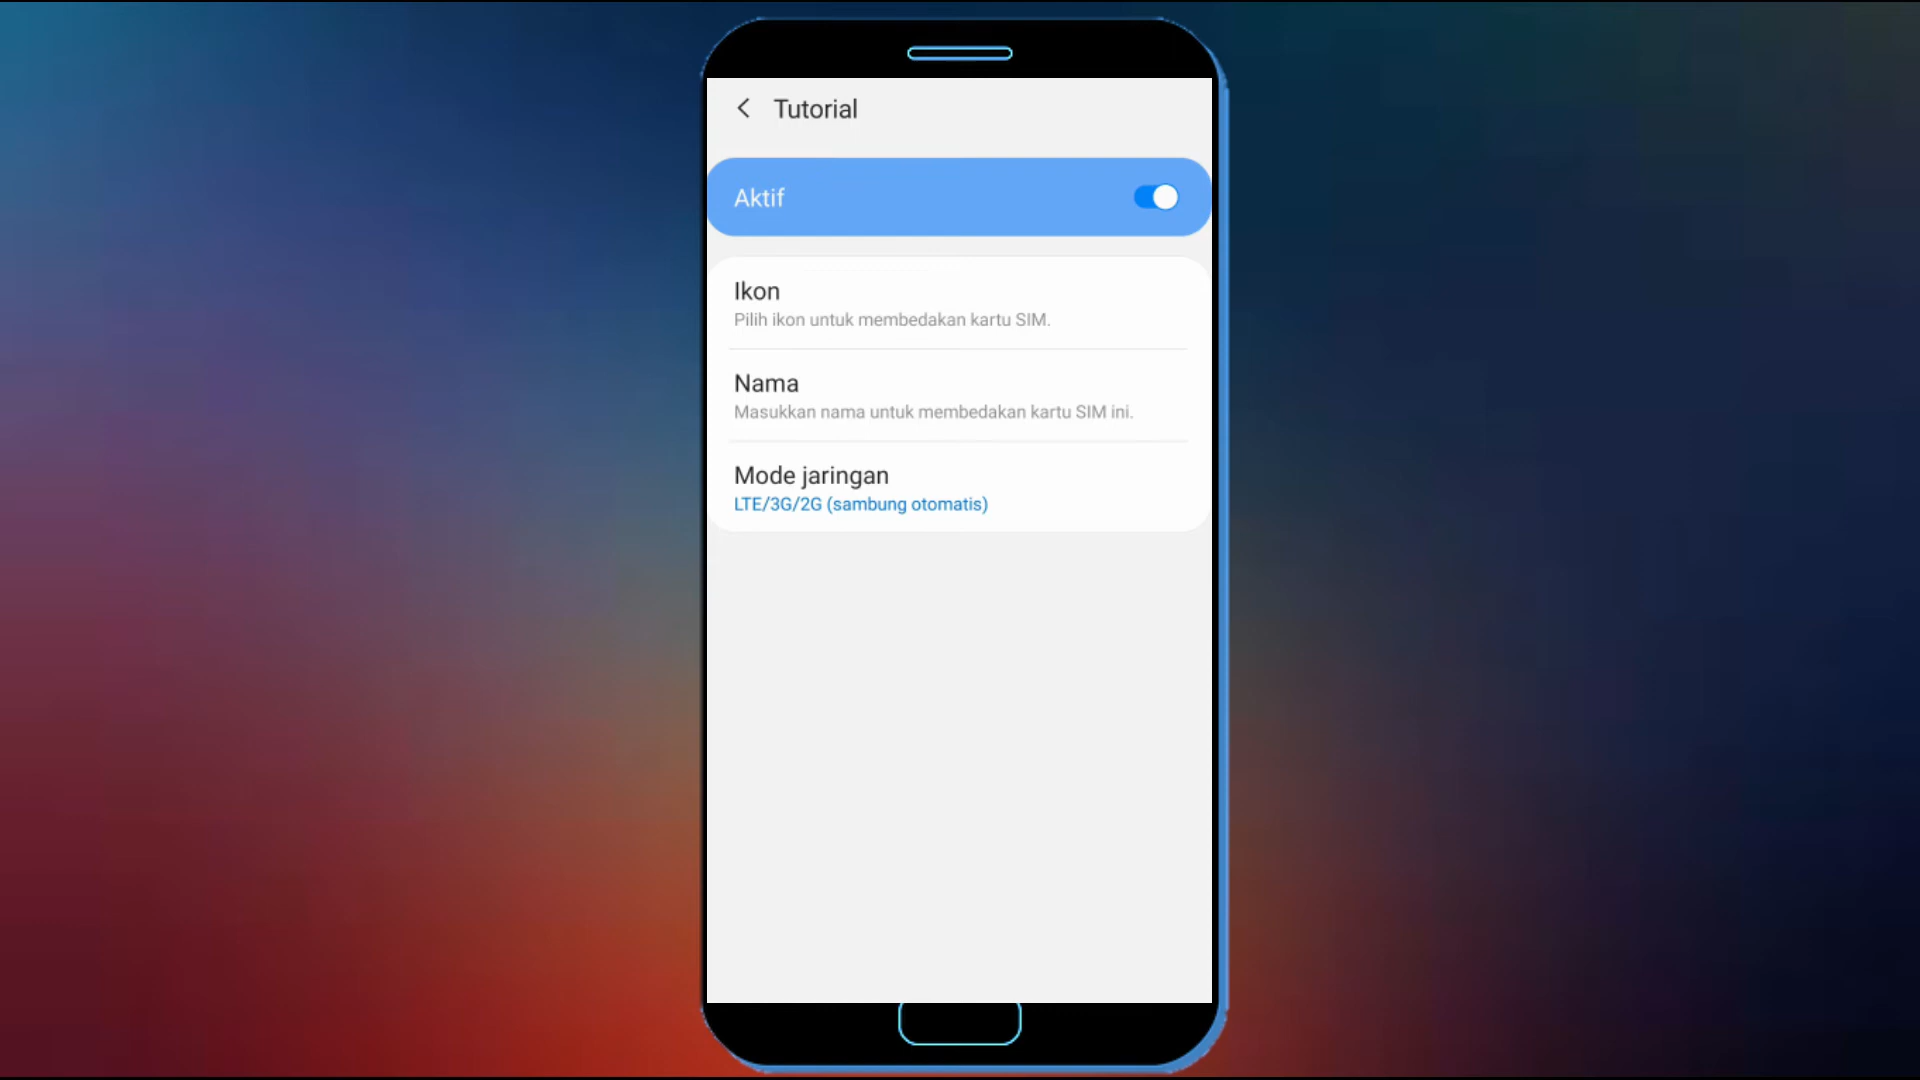 Tutorial
Aktif
Ikon
Pilih ikon untuk membedakan kartu SIM.
Nama
Masukkan nama untuk membedakan kartu SIM ini.
Mode jaringan
LTE/3G/2G (sambung otomatis)